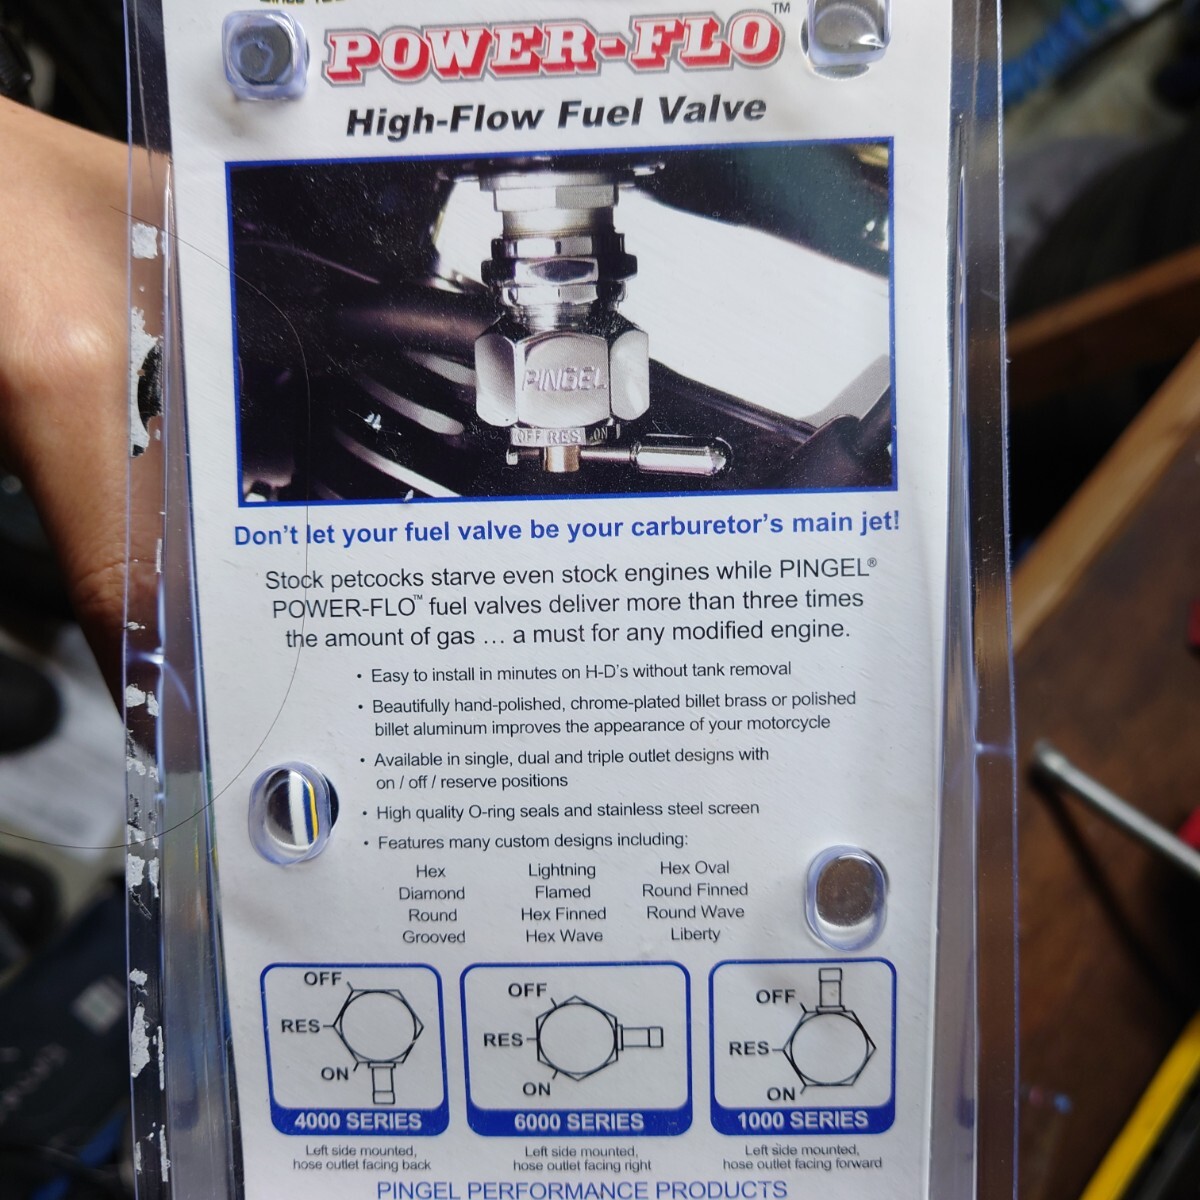 POWER-FLO™
High-Flow Fuel Valve
PINGEL
OFF RES ON
Don't let your fuel valve be your carburetor's main jet!
Stock petcocks starve even stock engines while PINGEL®
POWER-FLO™ fuel valves deliver more than three times
the amount of gas ... a must for any modified engine.
• Easy to install in minutes on H-D's without tank removal
• Beautifully hand-polished, chrome-plated billet brass or polished
billet aluminum improves the appearance of your motorcycle
• Available in single, dual and triple outlet designs with
on / off / reserve positions
• High quality O-ring seals and stainless steel screen
• Features many custom designs including:
Hex Lightning Hex Oval
Diamond Flamed Round Finned
Round Hex Finned Round Wave
Grooved Hex Wave Liberty
OFF
RES
ON
4000 SERIES
Left side mounted,
hose outlet facing back
OFF
RES
ON
6000 SERIES
Left side mounted,
hose outlet facing right
OFF
RES
ON
1000 SERIES
Left side mounted,
hose outlet facing forward
PINGEL PERFORMANCE PRODUCTS